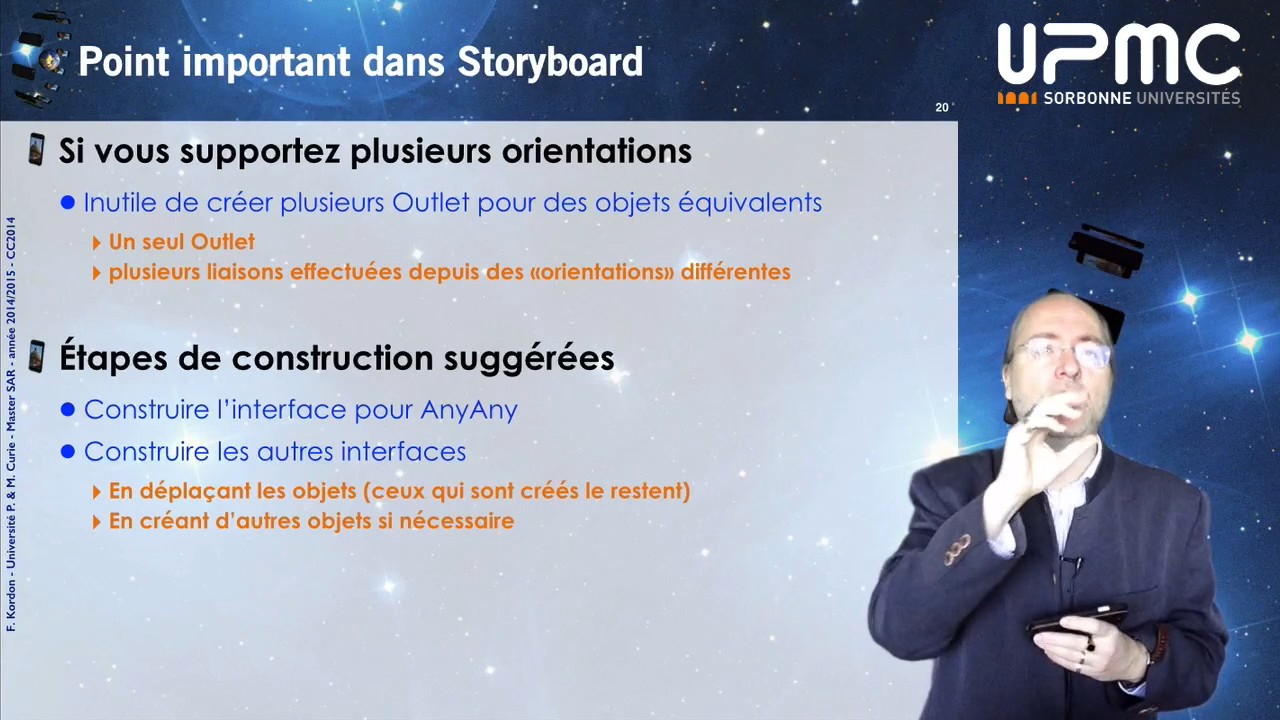 Point important dans Storyboard
UPMC
SORBONNE UNIVERSITÉS
20
Si vous supportez plusieurs orientations
Inutile de créer plusieurs Outlet pour des objets équivalents
Un seul Outlet
plusieurs liaisons effectuées depuis des «orientations» différentes
Étapes de construction suggérées
Construire l’interface pour AnyAny
Construire les autres interfaces
En déplaçant les objets (ceux qui sont créés le restent)
En créant d’autres objets si nécessaire
F. Kordon - Université P. & M. Curie - Master SAR - année 2014/2015 - CC2014